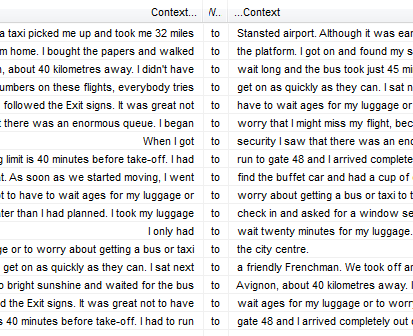 Context... N.. ...Context
a taxi picked me up and took me 32 miles to Stansted airport. Although it was ear
m home. I bought the papers and walked to the platform. I got on and found my s
, about 40 kilometres away. I didn't have to wait long and the bus took just 45 mi
umbers on these flights, everybody tries to get on as quickly as they can. I sat n
followed the Exit signs. It was great not to have to wait ages for my luggage or
t there was an enormous queue. I began to worry that I might miss my flight, bec
When I got to security I saw that there was an end
g limit is 40 minutes before take-off. I had to run to gate 48 and I arrived complete
t. As soon as we started moving, I went to find the buffet car and had a cup of
ot to have to wait ages for my luggage or to worry about getting a bus or taxi to t
ater than I had planned. I took my luggage to check in and asked for a window se
I only had to wait twenty minutes for my luggage.
ge or to worry about getting a bus or taxi to the city centre.
get on as quickly as they can. I sat next to a friendly Frenchman. We took off ar
o bright sunshine and waited for the bus to Avignon, about 40 kilometres away. I
d the Exit signs. It was great not to have to wait ages for my luggage or to worry
s 40 minutes before take-off. I had to run to gate 48 and I arrived completely out o